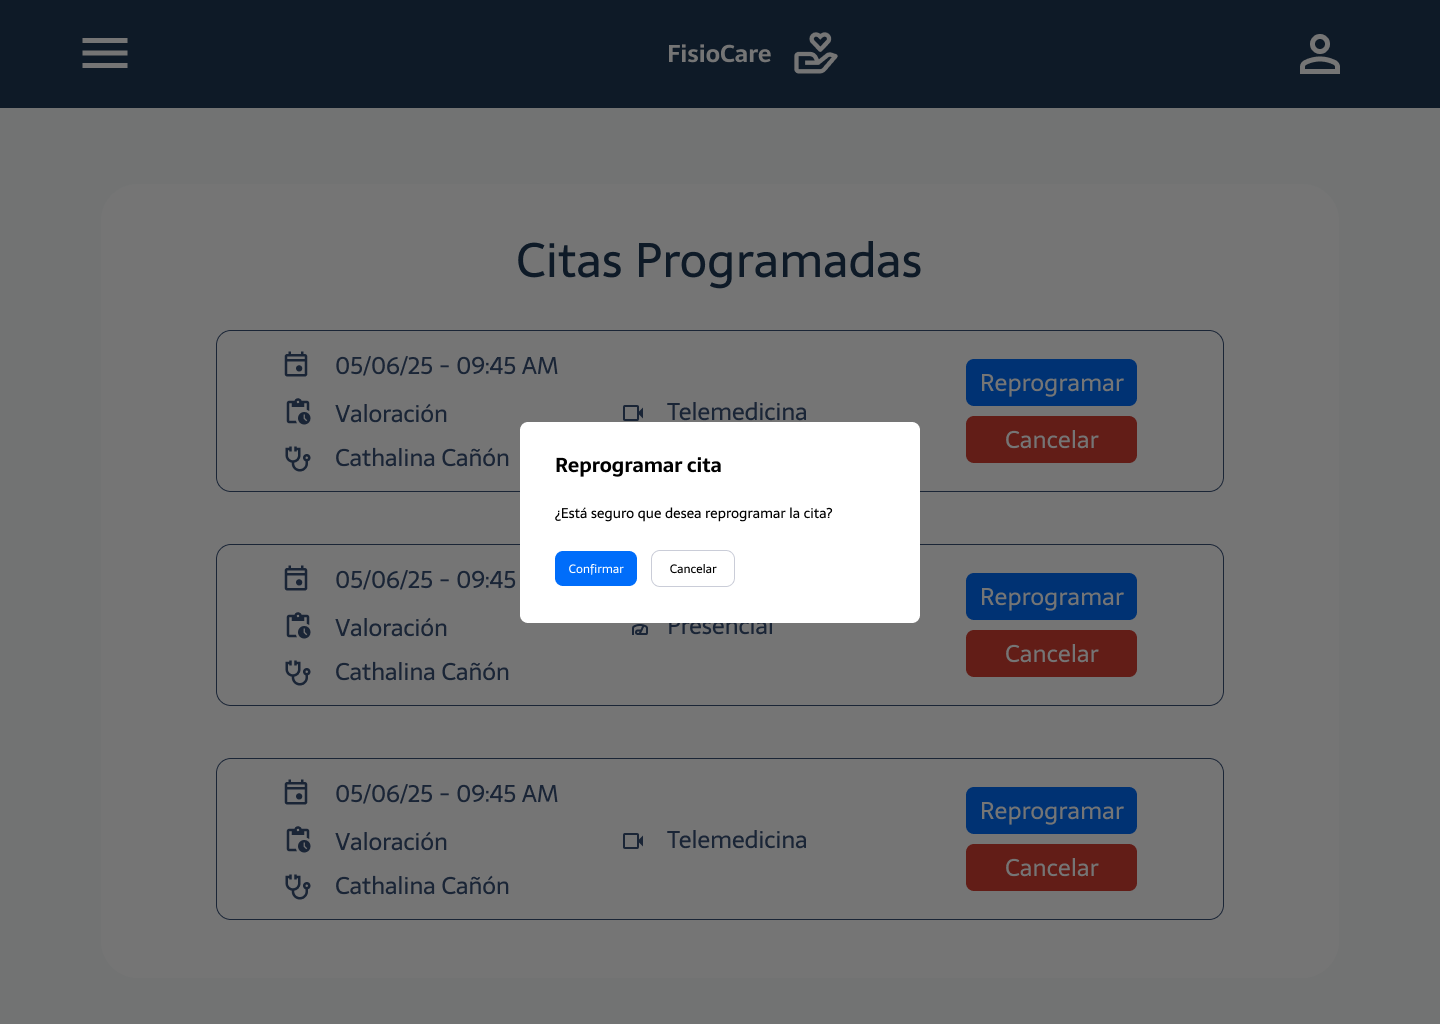 FisioCare
Citas Programadas
05/06/25 - 09:45 AM
Valoración
Telemedicina
Cathalina Cañón
Reprogramar
Cancelar
Reprogramar cita
¿Está seguro que desea reprogramar la cita?
Confirmar
Cancelar
05/06/25 - 09:45
Valoración
Presencial
Cathalina Cañón
Reprogramar
Cancelar
05/06/25 - 09:45 AM
Valoración
Telemedicina
Cathalina Cañón
Reprogramar
Cancelar